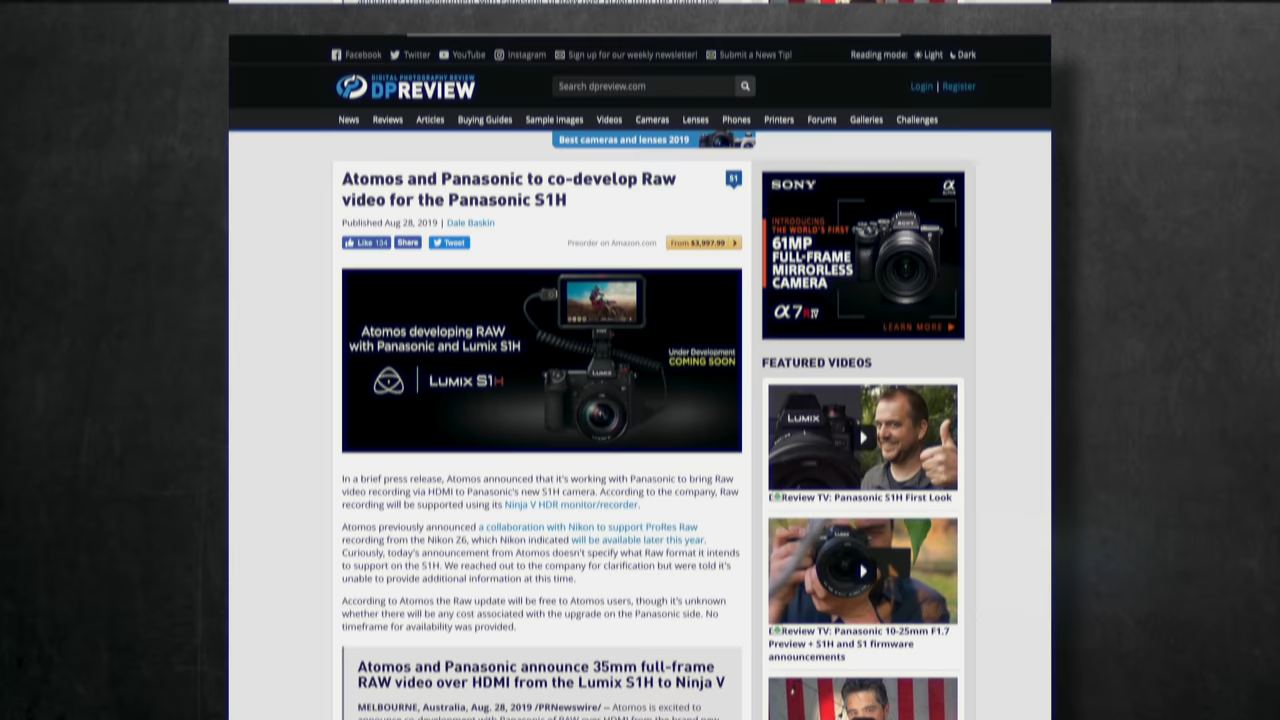 Facebook Twitter YouTube Instagram Sign up for our weekly newsletter! Submit a News Tip! Reading mode: Light Dark
DIGITAL PHOTOGRAPHY REVIEW
DPREVIEW
Search dpreview.com
Login | Register
News Reviews Articles Buying Guides Sample Images Videos Cameras Lenses Phones Printers Forums Galleries Challenges
Best cameras and lenses 2019
Atomos and Panasonic to co-develop Raw
video for the Panasonic S1H
51
Published Aug 28, 2019 | Dale Baskin
Like 134 Share Tweet
Preorder on Amazon.com From $3,997.99
Atomos developing RAW
with Panasonic and Lumix S1H
LUMIX S1H
Under Development
COMING SOON
LUMIX
In a brief press release, Atomos announced that it's working with Panasonic to bring Raw
video recording via HDMI to Panasonic's new S1H camera. According to the company, Raw
recording will be supported using its Ninja V HDR monitor/recorder.
Atomos previously announced a collaboration with Nikon to support ProRes Raw
recording from the Nikon Z6, which Nikon indicated will be available later this year.
Curiously, today's announcement from Atomos doesn't specify what Raw format it intends
to support on the S1H. We reached out to the company for clarification but were told it's
unable to provide additional information at this time.
According to Atomos the Raw update will be free to Atomos users, though it's unknown
whether there will be any cost associated with the upgrade on the Panasonic side. No
timeframe for availability was provided.
Atomos and Panasonic announce 35mm full-frame
RAW video over HDMI from the Lumix S1H to Ninja V
MELBOURNE, Australia, Aug. 28, 2019 /PRNewswire/ -- Atomos is excited to
SONY
α
INTRODUCING
THE WORLD'S FIRST
61MP
FULL-FRAME
MIRRORLESS
CAMERA
SONY
α7RIV
LEARN MORE
FEATURED VIDEOS
LUMIX
Review TV: Panasonic S1H First Look
LUMIX
Review TV: Panasonic 10-25mm F1.7
Preview + S1H and S1 firmware
announcements